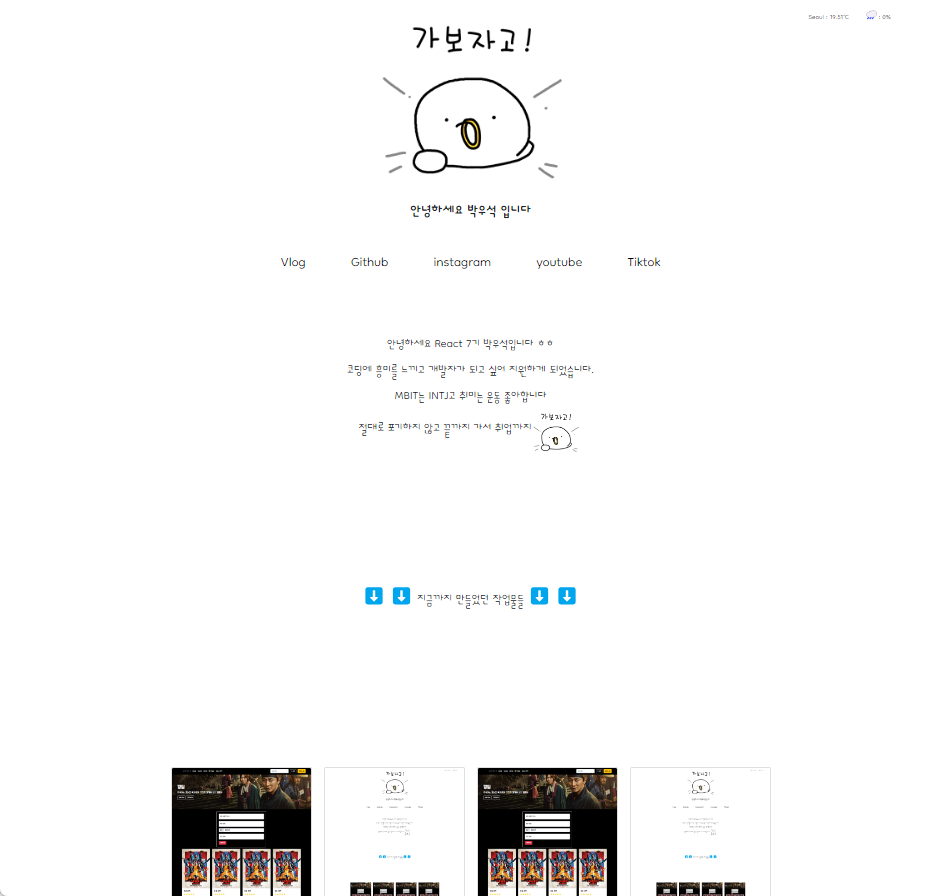 Seoul : 19.51℃ : 0%
가보자고!
안녕하세요 박우석 입니다
Vlog Github instagram youtube Tiktok
안녕하세요 React 7기 박우석입니다 ㅎㅎ
코딩에 흥미를 느끼고 개발자가 되고 싶어 지원하게 되었습니다.
MBIT는 INTJ고 취미는 운동 좋아합니다
가보자고!
절대로 포기하지 않고 끝까지 가서 취업까지
지금까지 만들었던 작업물들
가보자고!
가보자고!